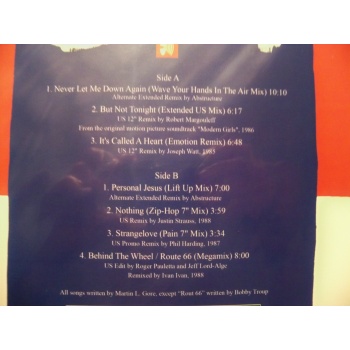 Side A
1. Never Let Me Down Again (Wave Your Hands In The Air Mix) 10:10
Alternate Extended Remix by Abstructure
2. But Not Tonight (Extended US Mix) 6:17
US 12" Remix by Robert Margouleff
From the original motion picture soundtrack "Modern Girls", 1986
3. It's Called A Heart (Emotion Remix) 6:48
US 12" Remix by Joseph Watt, 1985
Side B
1. Personal Jesus (Lift Up Mix) 7:00
Alternate Extended Remix by Abstructure
2. Nothing (Zip-Hop 7" Mix) 3:59
US Remix by Justin Strauss, 1988
3. Strangelove (Pain 7" Mix) 3:34
US Promo Remix by Phil Harding, 1987
4. Behind The Wheel / Route 66 (Megamix) 8:00
US Edit by Roger Pauletta and Jeff Lord-Alge
Remixed by Ivan Ivan, 1988
All songs written by Martin L. Gore, except "Rout 66" written by Bobby Troup